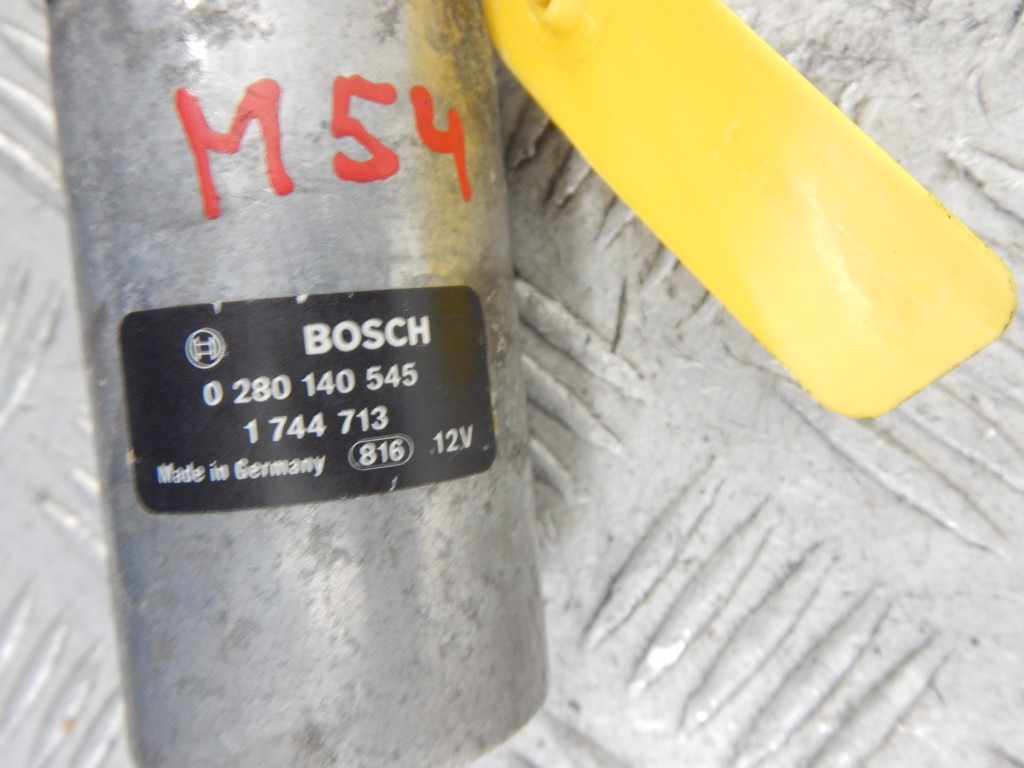 M54
BOSCH
0 280 140 545
1 744 713
Made in Germany 816 12V